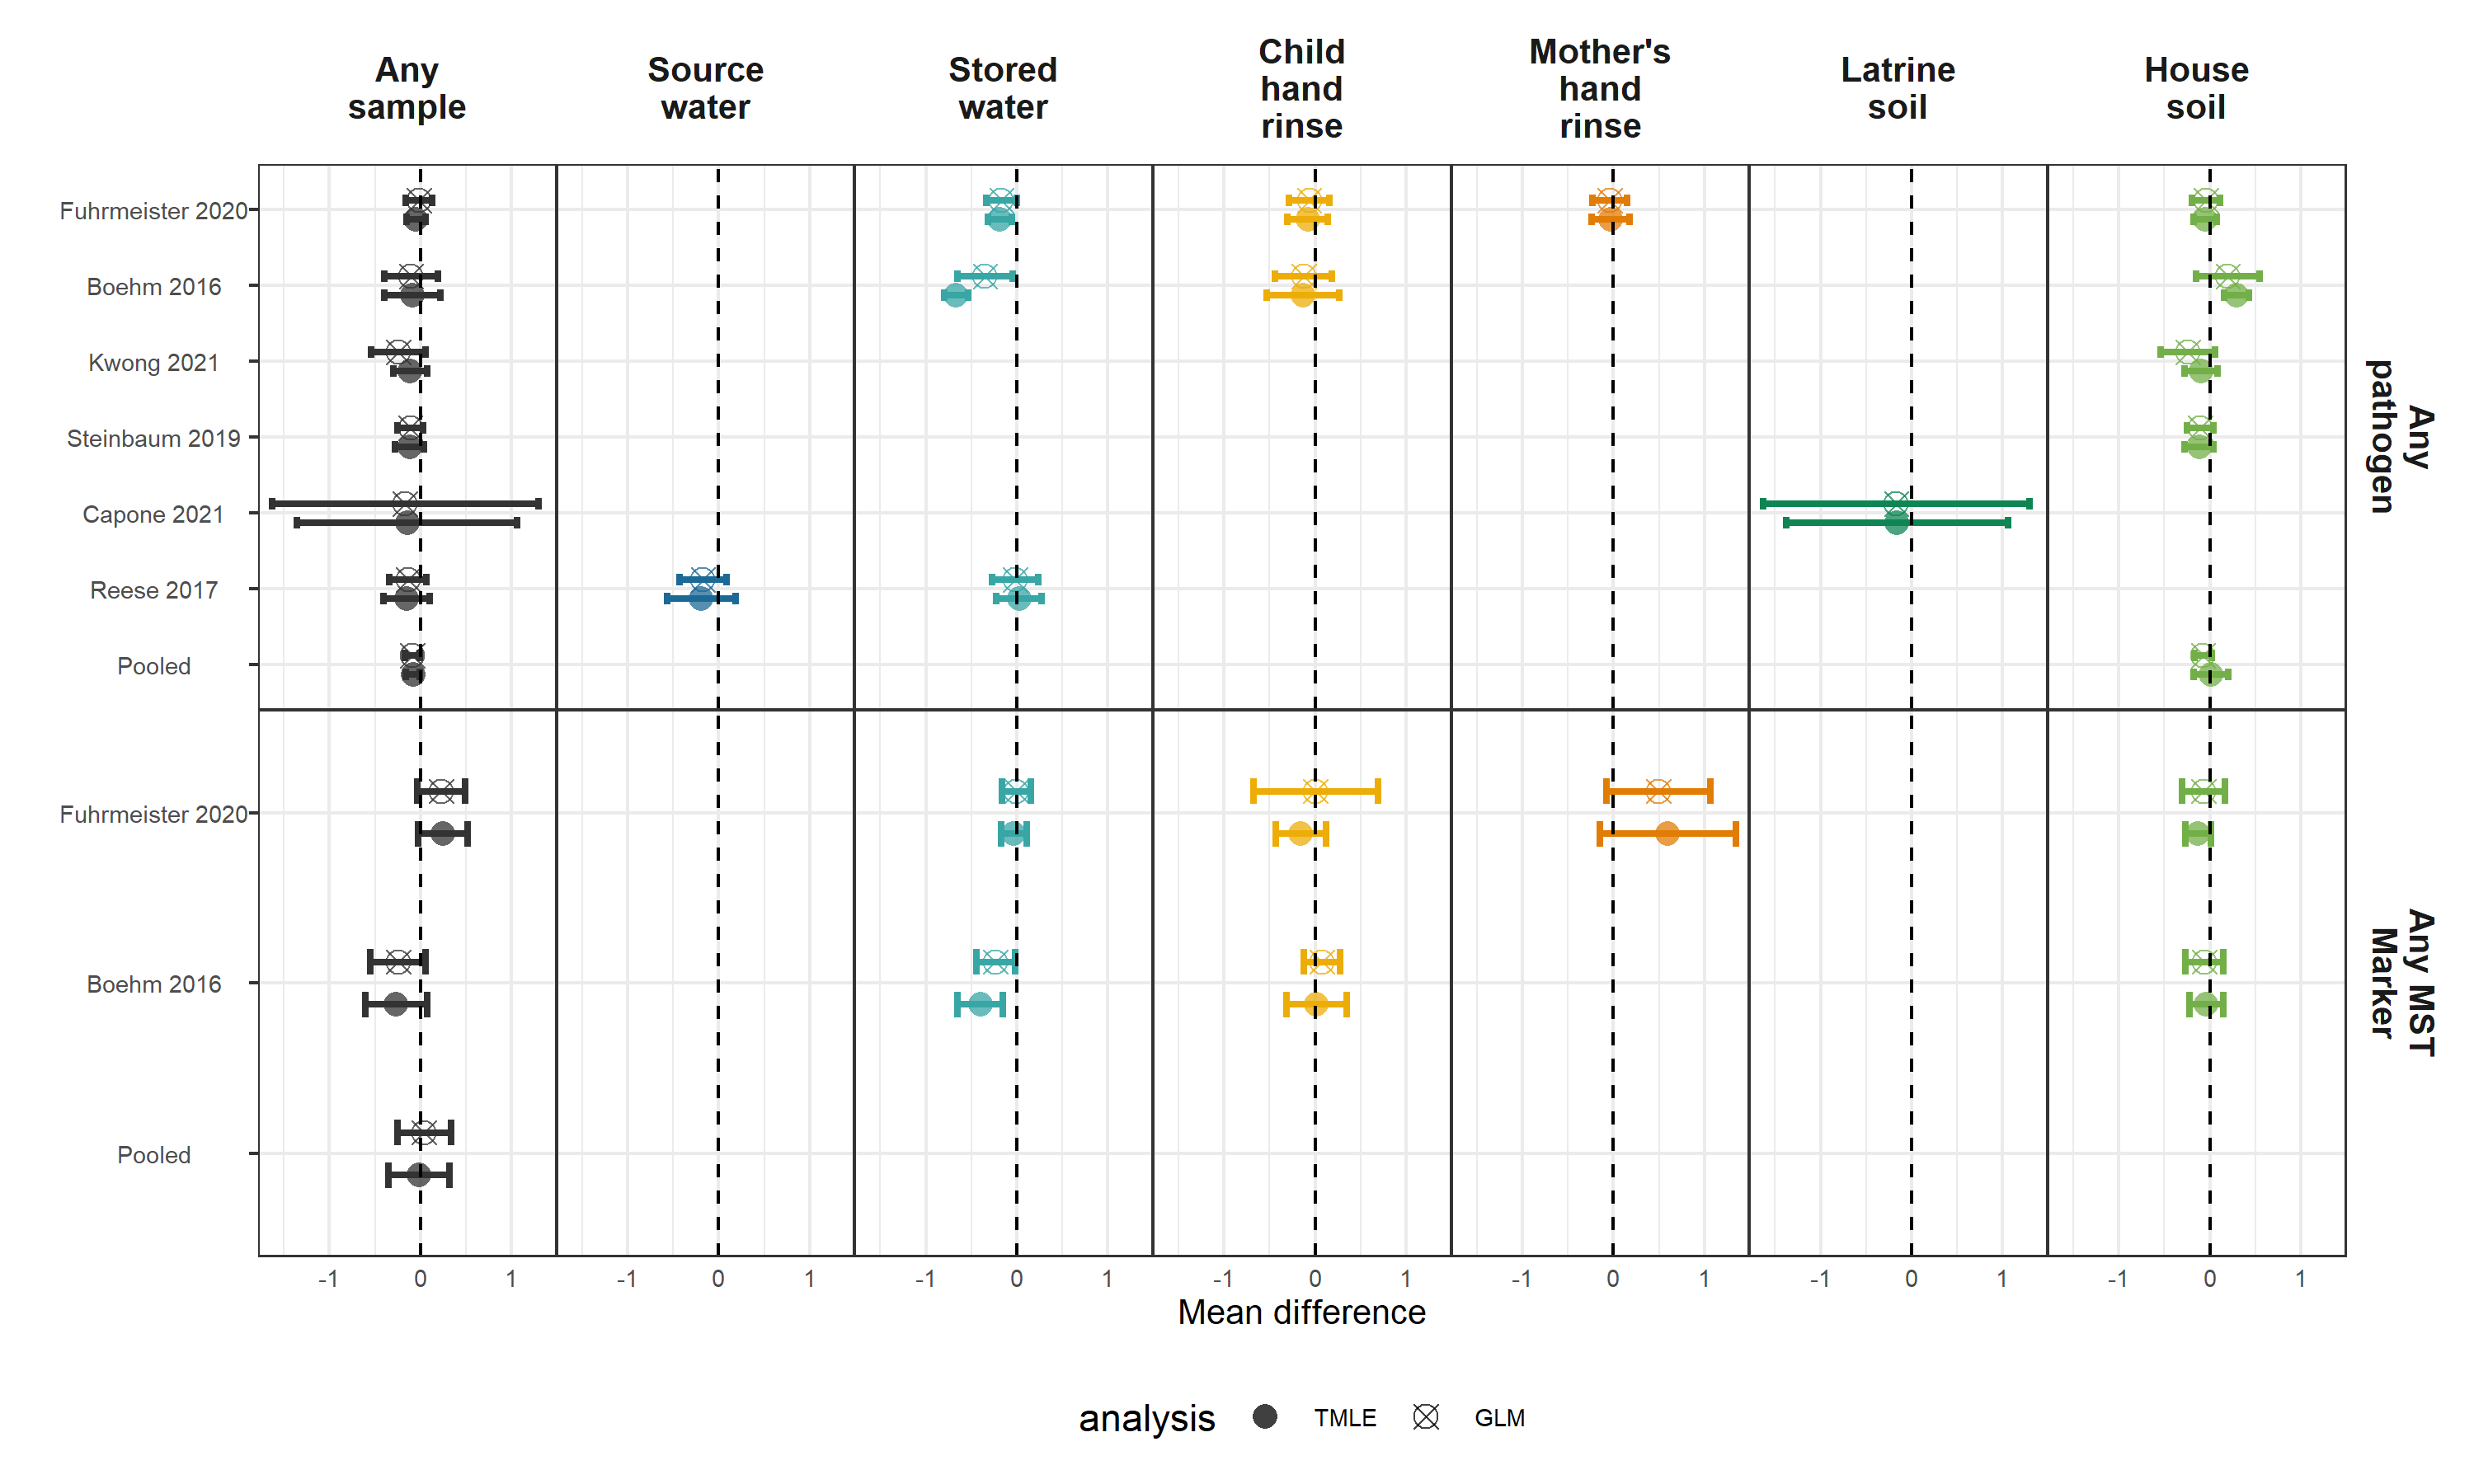 Any
sample
Source
water
Stored
water
Child
hand
rinse
Mother's
hand
rinse
Latrine
soil
House
soil
Fuhrmeister 2020
Boehm 2016
Kwong 2021
Steinbaum 2019
Capone 2021
Reese 2017
Pooled
Any
pathogen
Fuhrmeister 2020
Boehm 2016
Pooled
Any MST
Marker
-1 0 1 -1 0 1 -1 0 1 -1 0 1 -1 0 1 -1 0 1 -1 0 1
Mean difference
analysis TMLE GLM